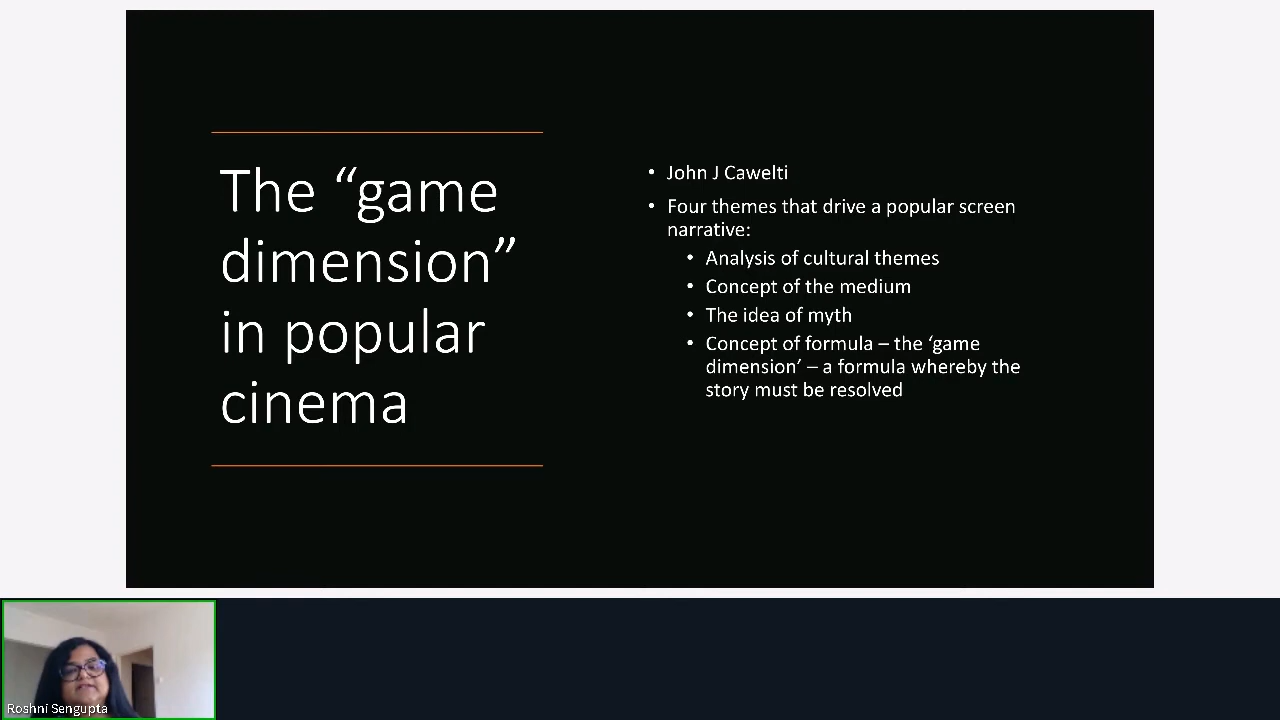 The “game
dimension”
in popular
cinema
• John J Cawelti
• Four themes that drive a popular screen
narrative:
• Analysis of cultural themes
• Concept of the medium
• The idea of myth
• Concept of formula – the ‘game
dimension’ – a formula whereby the
story must be resolved
Roshni Sengupta